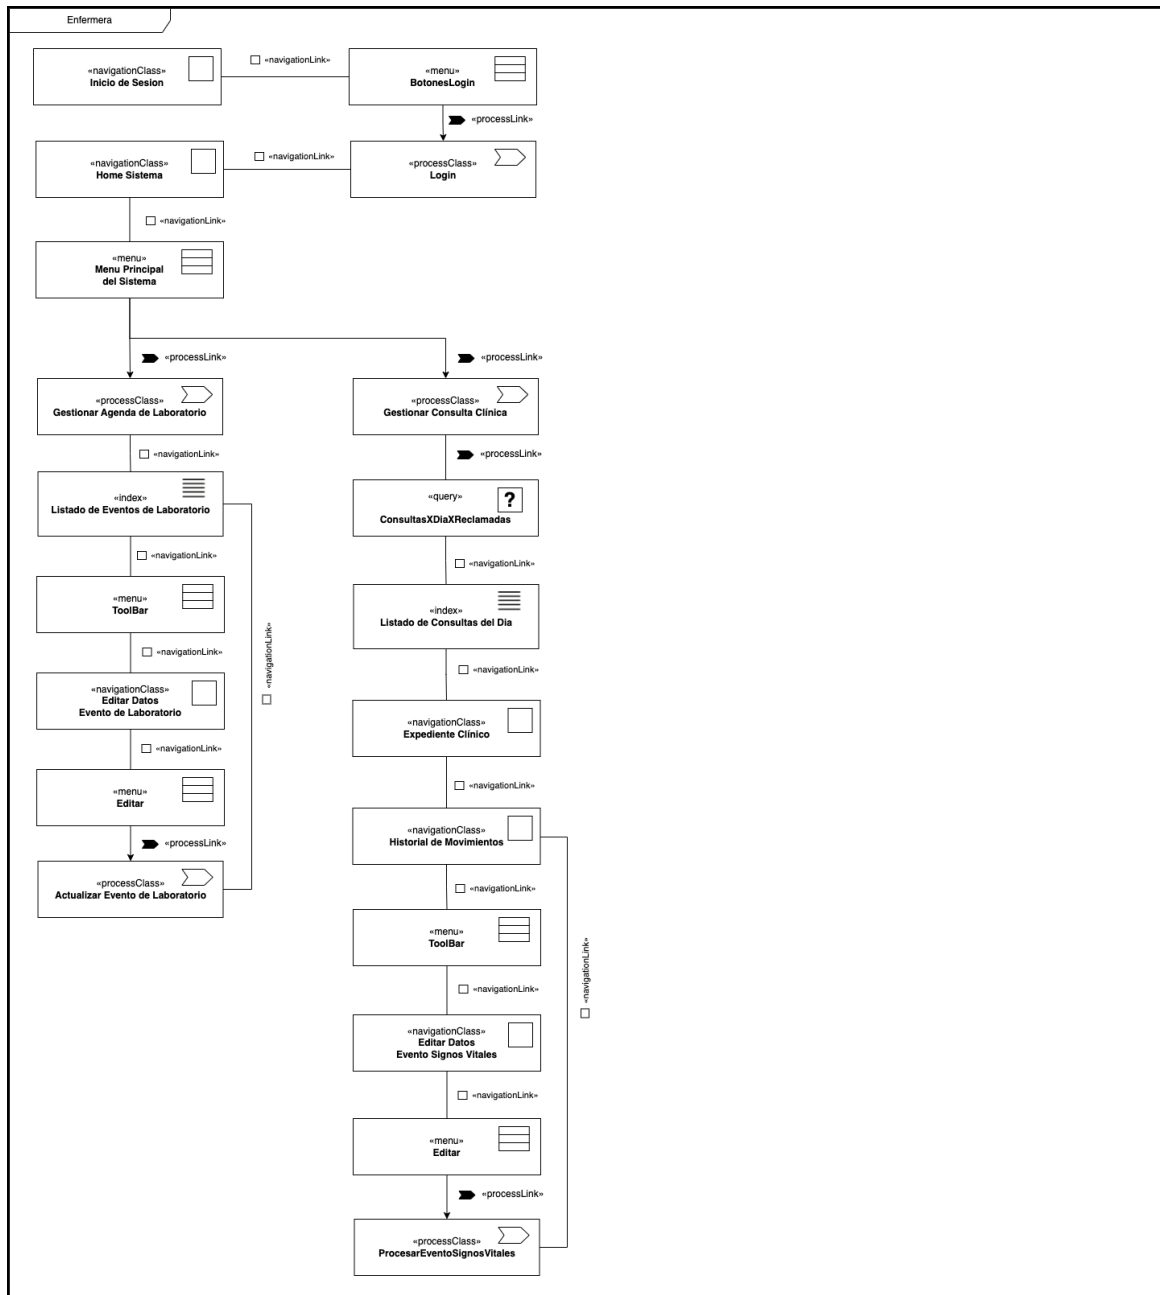 Enfermera
«navigationClass»
Inicio de Sesion
«navigationLink»
«menu»
BotonesLogin
«processLink»
«navigationClass»
Home Sistema
«navigationLink»
«processClass»
Login
«navigationLink»
«menu»
Menu Principal
del Sistema
«processLink»
«processLink»
«processClass»
Gestionar Agenda de Laboratorio
«processClass»
Gestionar Consulta Clínica
«navigationLink»
«processLink»
«index»
Listado de Eventos de Laboratorio
«query»
?
ConsultasXDiaXReclamadas
«navigationLink»
«navigationLink»
«menu»
ToolBar
«index»
Listado de Consultas del Dia
«navigationLink»
«navigationLink»
«navigationLink»
«navigationClass»
Editar Datos
Evento de Laboratorio
«navigationClass»
Expediente Clínico
«navigationLink»
«navigationLink»
«menu»
Editar
«navigationClass»
Historial de Movimientos
«processLink»
«navigationLink»
«processClass»
Actualizar Evento de Laboratorio
«menu»
ToolBar
«navigationLink»
«navigationLink»
«navigationClass»
Editar Datos
Evento Signos Vitales
«navigationLink»
«menu»
Editar
«processLink»
«processClass»
ProcesarEventoSignosVitales